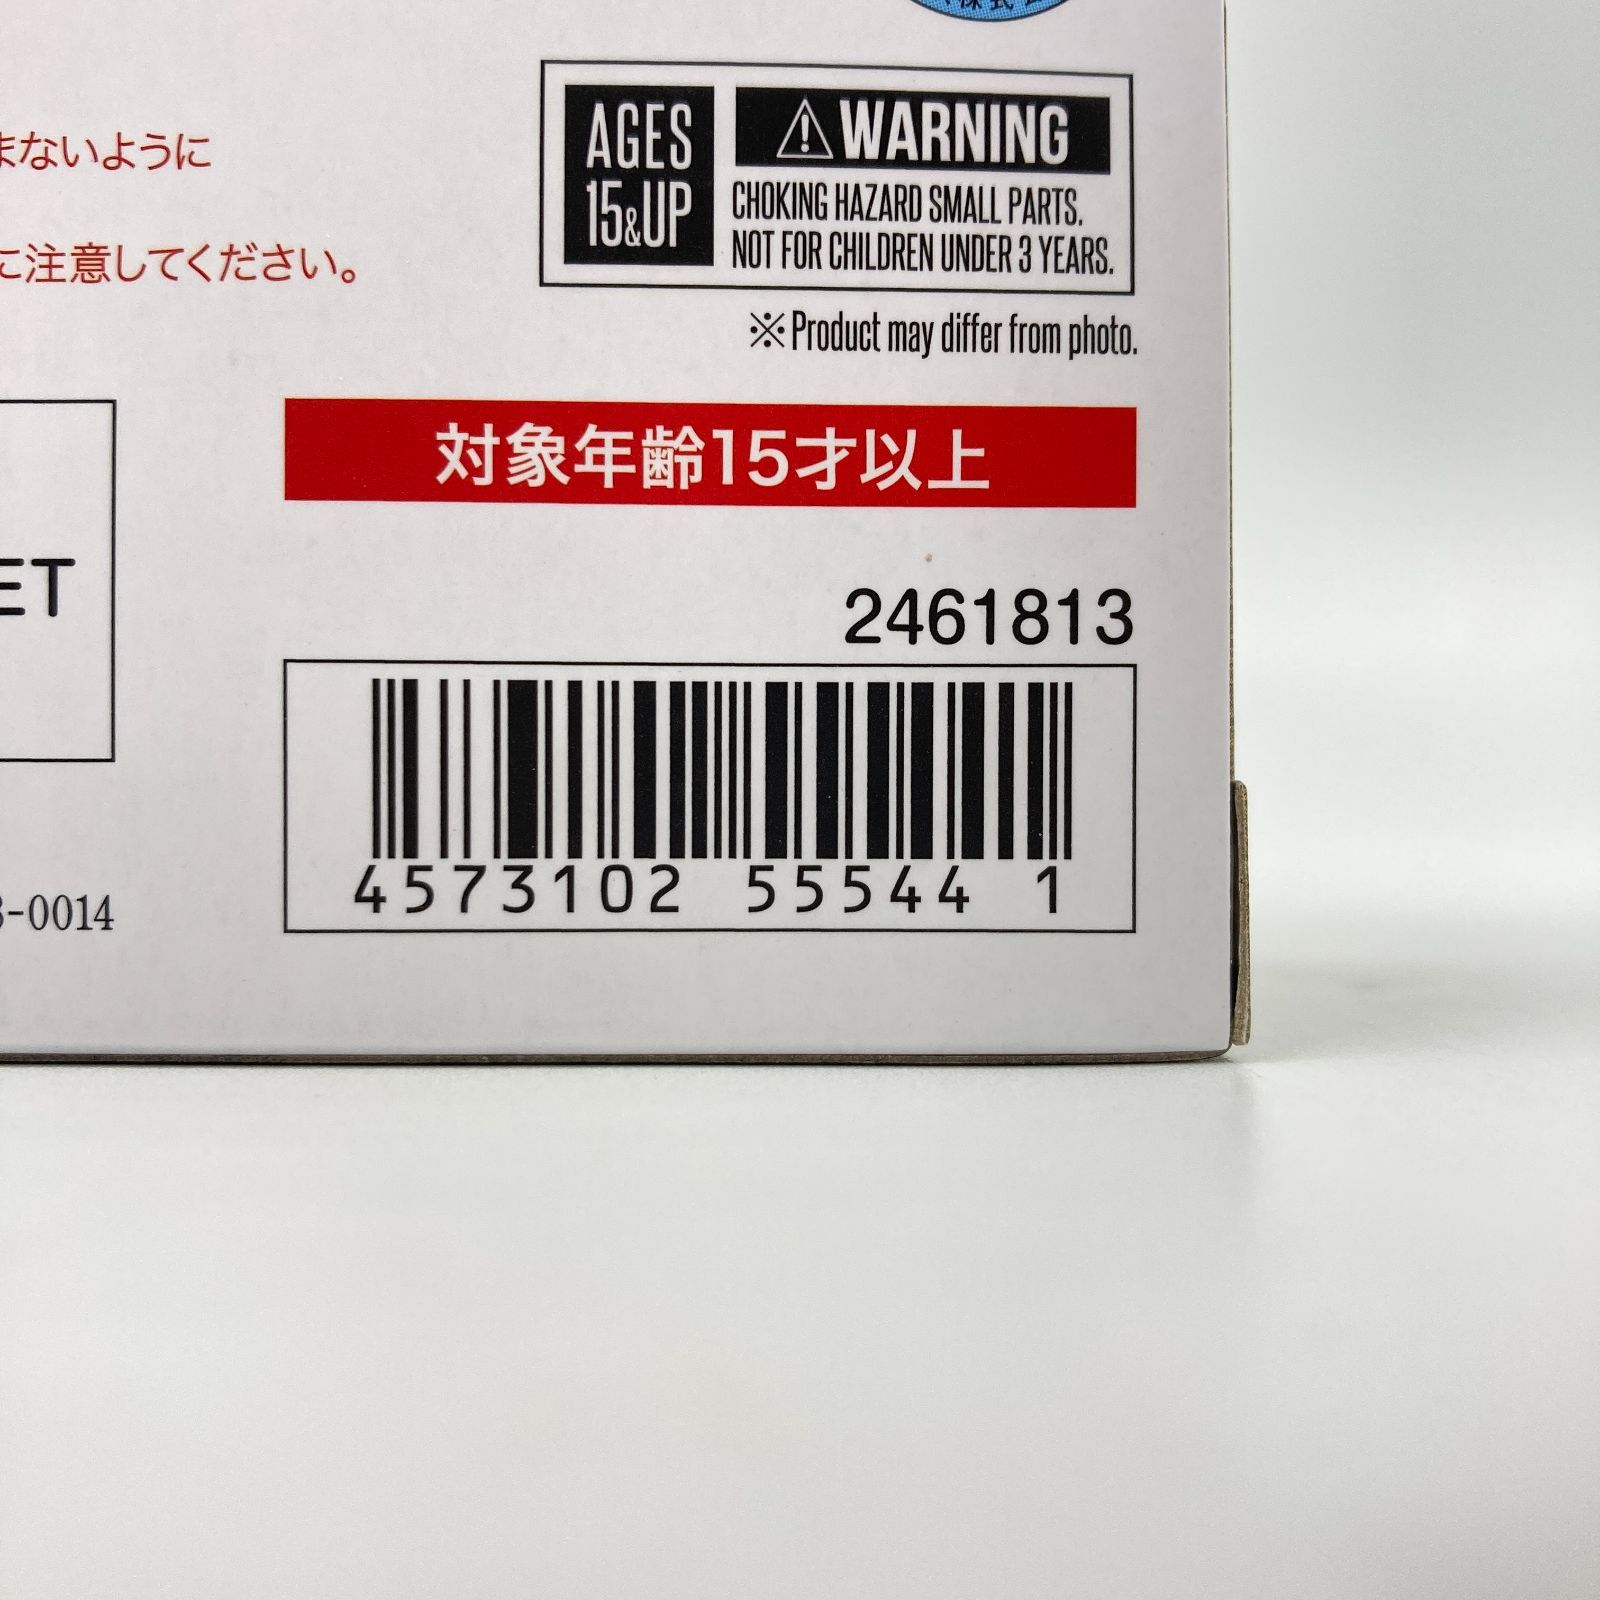 株式
AGES
15&UP
WARNING
CHOKING HAZARD SMALL PARTS.
NOT FOR CHILDREN UNDER 3 YEARS.
まないように
に注意してください。
※Product may differ from photo.
対象年齢15才以上
ET
2461813
4573102 55544 1
3-0014